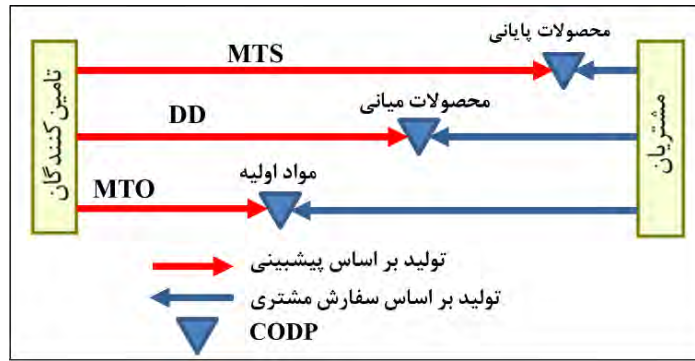 محصولات پایانی
MTS
محصولات میانی
DD
مواد اولیه
MTO
تامین کنندگان
مشتریان
تولید بر اساس پیشبینی
تولید بر اساس سفارش مشتری
CODP